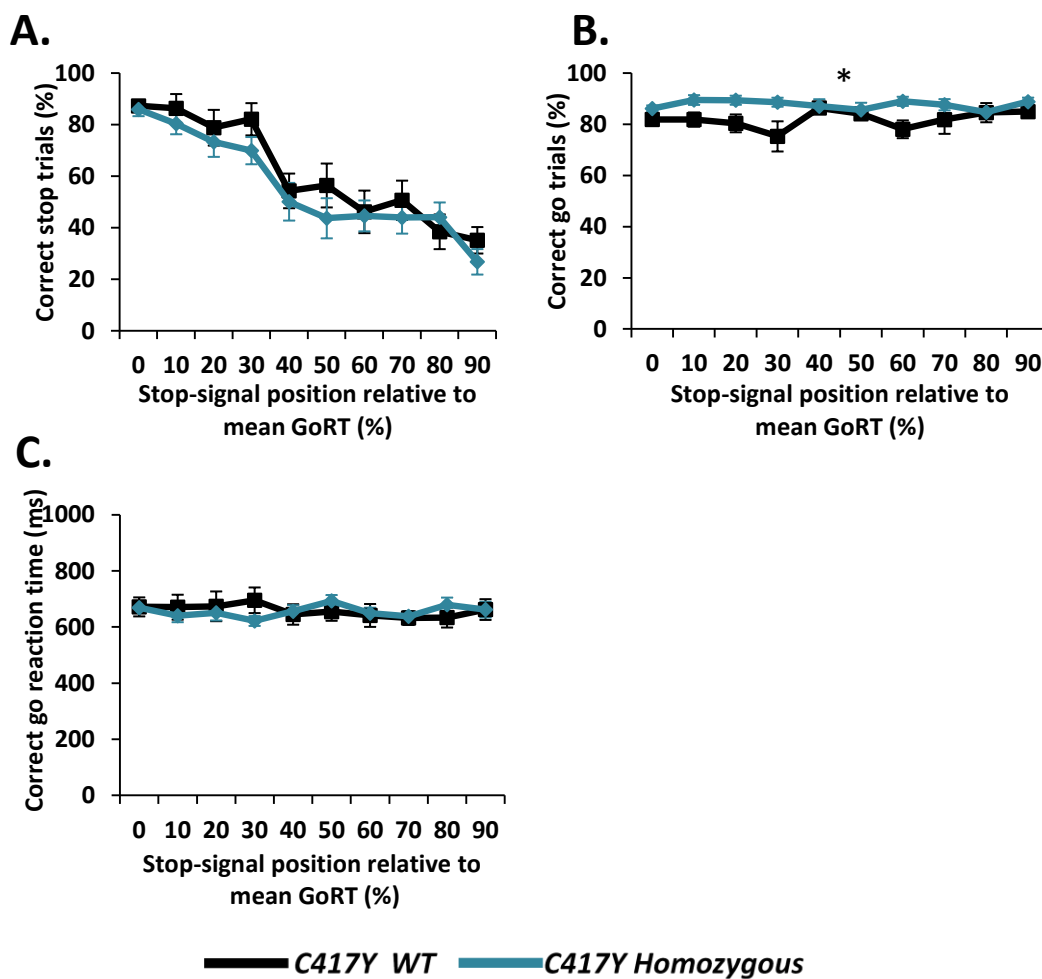 A.
Correct stop trials (%)
100
80
60
40
20
0
0 10 20 30 40 50 60 70 80 90
Stop-signal position relative to
mean GoRT (%)
B.
*
Correct go trials (%)
100
80
60
40
20
0
0 10 20 30 40 50 60 70 80 90
Stop-signal position relative to
mean GoRT (%)
C.
Correct go reaction time (ms)
1000
800
600
400
200
0
0 10 20 30 40 50 60 70 80 90
Stop-signal position relative to
mean GoRT (%)
C417Y WT C417Y Homozygous